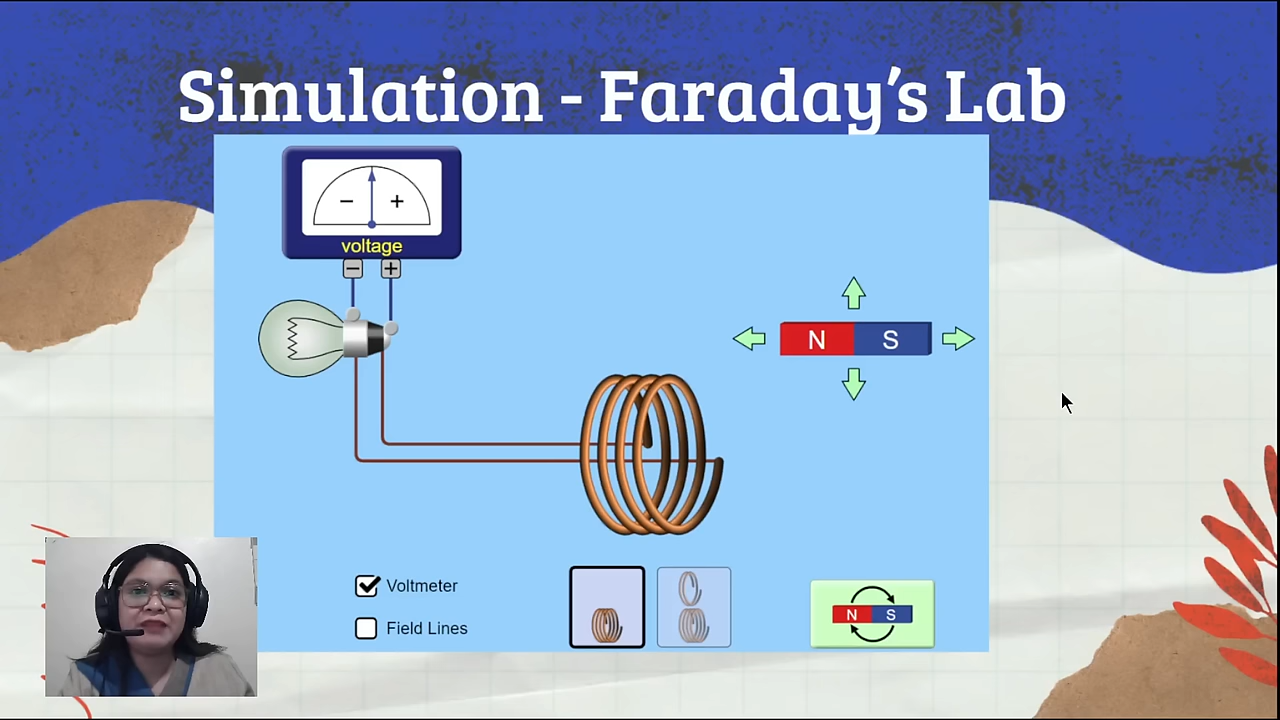 Simulation - Faraday's Lab
− +
voltage
− +
N S
Voltmeter
Field Lines
N S